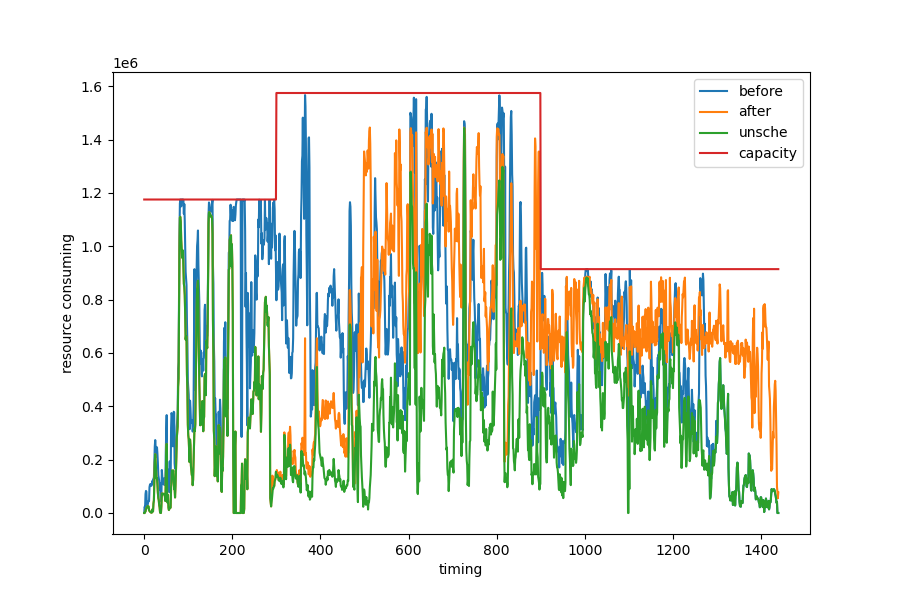 1e6
1.6
1.4
1.2
1.0
0.8
0.6
0.4
0.2
0.0
resource consuming
before
after
unsche
capacity
0 200 400 600 800 1000 1200 1400
timing